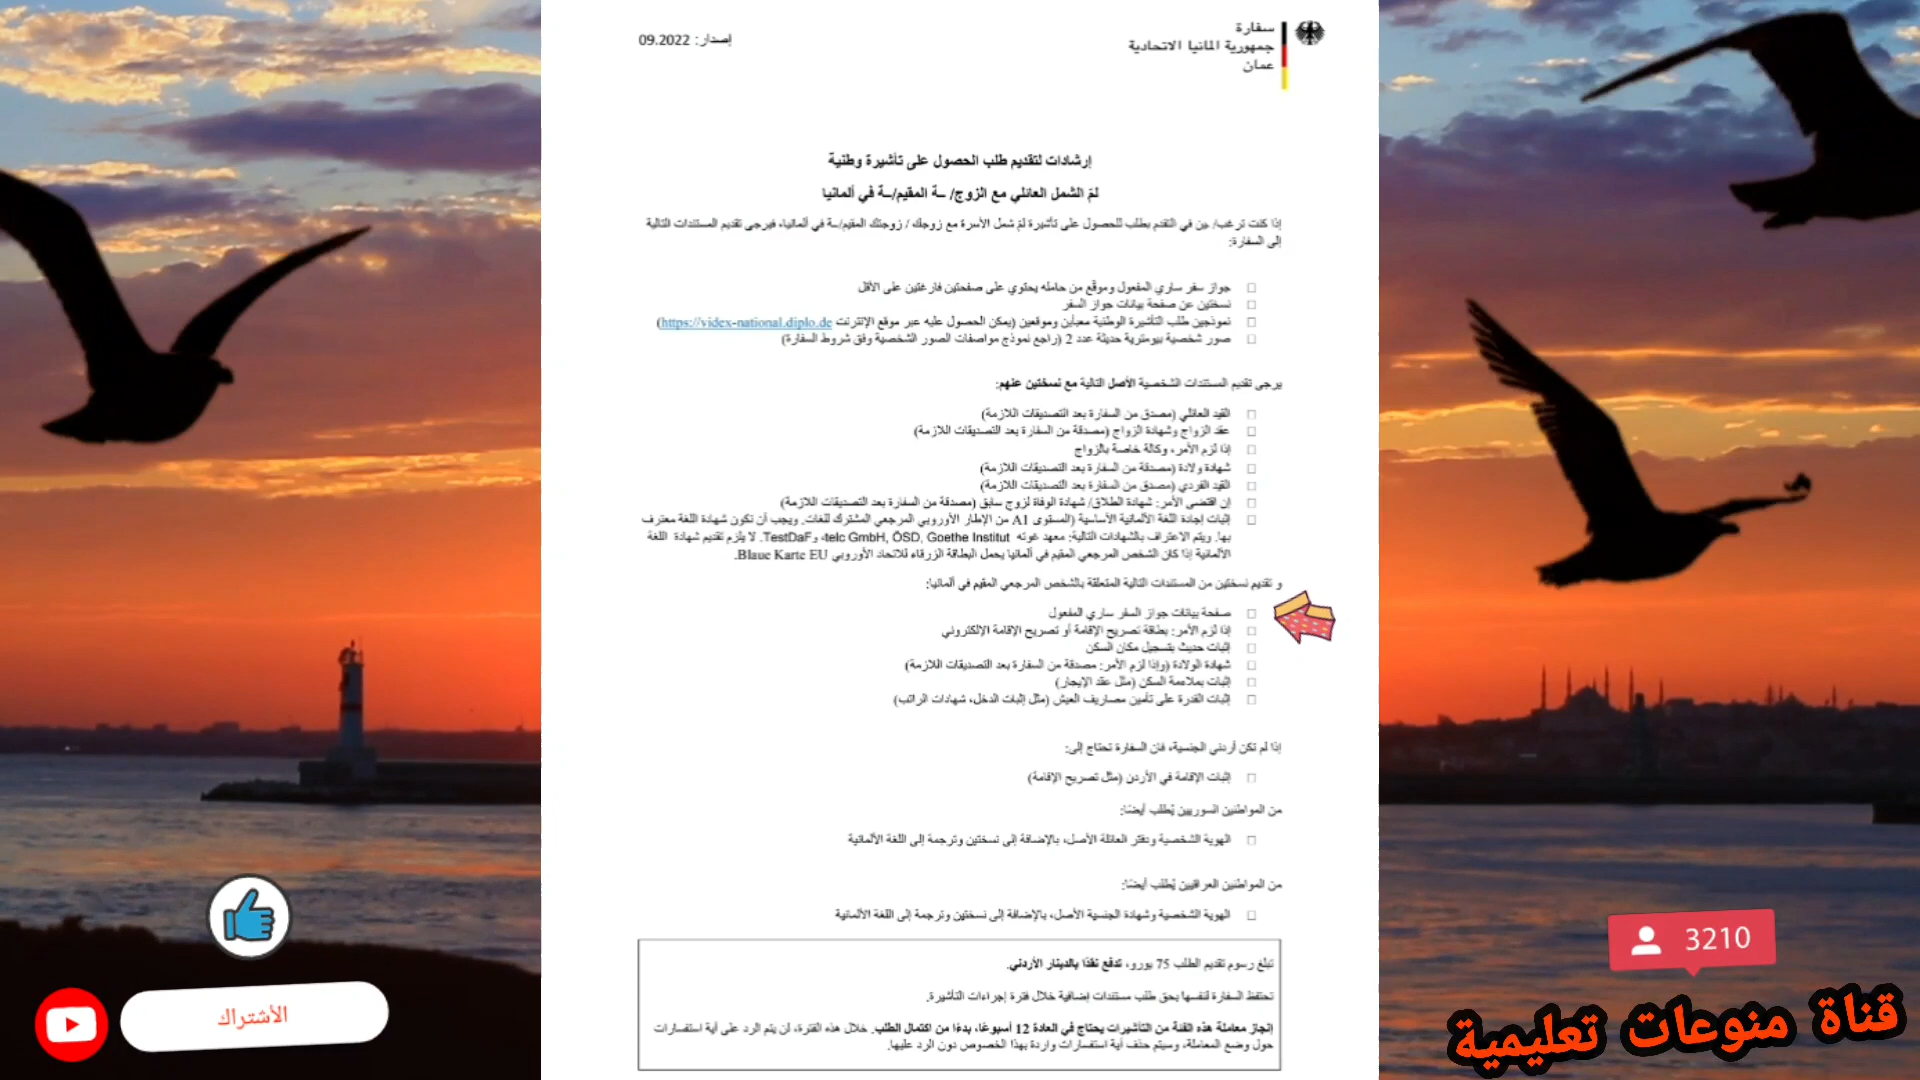 سفارة
جمهورية المانيا الاتحادية
عمان
إصدار: 09.2022
إرشادات لتقديم طلب الحصول على تأشيرة وطنية
لمّ الشمل العائلي مع الزوج/ ـة المقيم/ـة في ألمانيا
إذا كنت ترغب/ ين في التقدم بطلب للحصول على تأشيرة لمّ شمل الأسرة مع زوجك / زوجتك المقيم/ـة في ألمانيا، فيرجى تقديم المستندات التالية
إلى السفارة:
□ جواز سفر ساري المفعول وموقّع من حامله يحتوي على صفحتين فارغتين على الأقل
□ نسختين عن صفحة بيانات جواز السفر
□ نموذجين طلب التأشيرة الوطنية معبأين وموقعين (يمكن الحصول عليه عبر موقع الإنترنت https://videx-national.diplo.de)
□ صور شخصية بيومترية حديثة عدد 2 (راجع نموذج مواصفات الصور الشخصية وفق شروط السفارة)
يرجى تقديم المستندات الشخصية الأصل التالية مع نسختين عنهم:
□ القيد العائلي (مصدق من السفارة بعد التصديقات اللازمة)
□ عقد الزواج وشهادة الزواج (مصدقة من السفارة بعد التصديقات اللازمة)
□ إذا لزم الأمر، وكالة خاصة بالزواج
□ شهادة ولادة (مصدقة من السفارة بعد التصديقات اللازمة)
□ القيد الفردي (مصدق من السفارة بعد التصديقات اللازمة)
□ إن اقتضى الأمر: شهادة الطلاق/ شهادة الوفاة لزوج سابق (مصدقة من السفارة بعد التصديقات اللازمة)
□ إثبات إجادة اللغة الألمانية الأساسية (المستوى A1 من الإطار الأوروبي المرجعي المشترك للغات. ويجب أن تكون شهادة اللغة معترف
بها. ويتم الاعتراف بالشهادات التالية: معهد غوته telc GmbH, ÖSD, Goethe Institut، وTestDaF. لا يلزم تقديم شهادة اللغة
الألمانية إذا كان الشخص المرجعي المقيم في ألمانيا يحمل البطاقة الزرقاء للاتحاد الأوروبي Blaue Karte EU.
و تقديم نسختين من المستندات التالية المتعلقة بالشخص المرجعي المقيم في ألمانيا:
□ صفحة بيانات جواز السفر ساري المفعول
□ إذا لزم الأمر: بطاقة تصريح الإقامة أو تصريح الإقامة الإلكتروني
□ إثبات حديث بتسجيل مكان السكن
□ شهادة الولادة (وإذا لزم الأمر: مصدقة من السفارة بعد التصديقات اللازمة)
□ إثبات بملاءمة السكن (مثل عقد الإيجار)
□ إثبات القدرة على تأمين مصاريف العيش (مثل إثبات الدخل، شهادات الراتب)
إذا لم تكن أردني الجنسية، فان السفارة تحتاج إلى:
□ إثبات الإقامة في الأردن (مثل تصريح الإقامة)
من المواطنين السوريين يُطلب أيضًا:
□ الهوية الشخصية ودفتر العائلة الأصل، بالإضافة إلى نسختين وترجمة إلى اللغة الألمانية
من المواطنين العراقيين يُطلب أيضًا:
□ الهوية الشخصية وشهادة الجنسية الأصل، بالإضافة إلى نسختين وترجمة إلى اللغة الألمانية
تبلغ رسوم تقديم الطلب 75 يورو، تدفع نقدًا بالدينار الأردني.
تحتفظ السفارة لنفسها بحق طلب مستندات إضافية خلال فترة إجراءات التأشيرة.
إنجاز معاملة هذه الفئة من التأشيرات يحتاج في العادة 12 أسبوعًا، بدءًا من اكتمال الطلب. خلال هذه الفترة، لن يتم الرد على أية استفسارات
حول وضع المعاملة، وسيتم حذف أية استفسارات واردة بهذا الخصوص دون الرد عليها.
الأشتراك
3210
قناة منوعات تعليمية